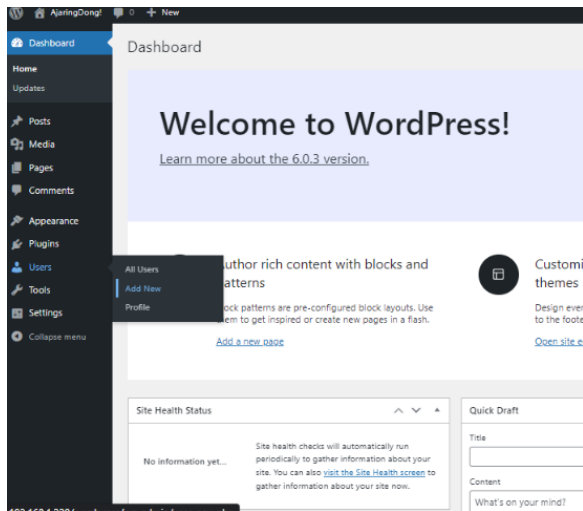 AjaringDong! 0 + New
Dashboard
Home
Updates
Posts
Media
Pages
Comments
Appearance
Plugins
Users
Tools
Settings
Collapse menu
All Users
Add New
Profile
Dashboard
Welcome to WordPress!
Learn more about the 6.0.3 version.
uthor rich content with blocks and
atterns
ock patterns are pre-configured block layouts. Use
em to get inspired or create new pages in a flash.
Add a new page
Customi
themes
Design ever
to the foote
Open site e
Site Health Status
No information yet...
Site health checks will automatically run
periodically to gather information about your
site. You can also visit the Site Health screen to
gather information about your site now.
Quick Draft
Title
Content
What's on your mind?